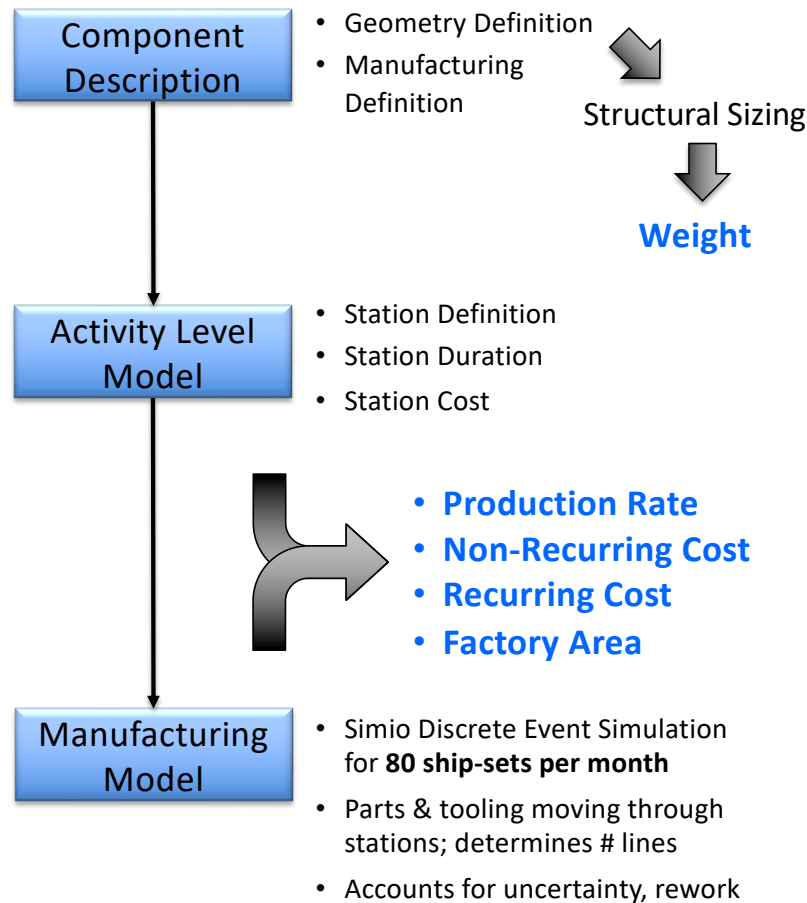 Component
Description
• Geometry Definition
• Manufacturing
Definition
Structural Sizing
Weight
Activity Level
Model
• Station Definition
• Station Duration
• Station Cost
• Production Rate
• Non-Recurring Cost
• Recurring Cost
• Factory Area
Manufacturing
Model
• Simio Discrete Event Simulation
for 80 ship-sets per month
• Parts & tooling moving through
stations; determines # lines
• Accounts for uncertainty, rework